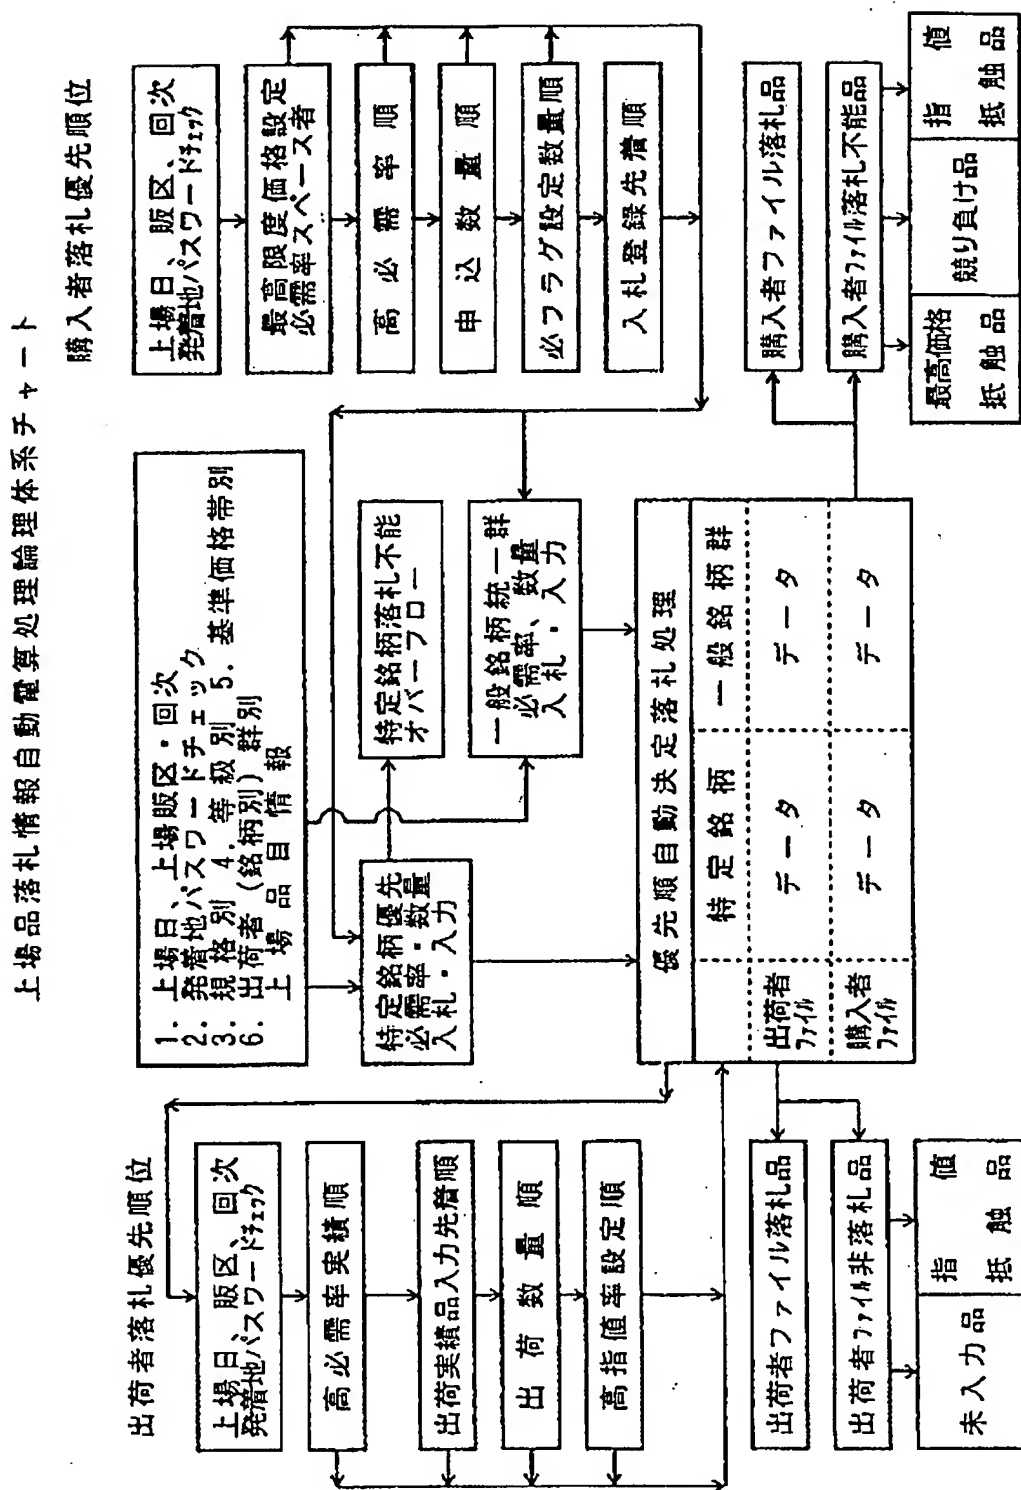 上場品落札情報自動電算処理論理体系チャート
出荷者落札優先順位
上場日、販区、回次
発着地パスワードチェック
高必需率実績順
出荷実績品入力先着順
出荷数量順
高指値率設定順
出荷者ファイル落札品
出荷者ファイル非落札品
未入力品
指値
抵触品
1. 上場日、上場販区・回次
2. 発着地パスワードチェック
3. 規格別 4. 等級別 5. 基準価格帯別
6. 出荷者(銘柄別)群別
上場品目情報
特定銘柄優先
必需率・数量
入札・入力
特定銘柄落札不能
オバーフロー
一般銘柄統一群
必需率、数量
入札・入力
優先順自動決定落札処理
特定銘柄
一般銘柄群
出荷者
ファイル
データ
データ
購入者
ファイル
データ
データ
購入者落札優先順位
上場日、販区、回次
発着地パスワードチェック
最高限度価格設定
必需率スペース者
高必需率順
申込数量順
必フラグ設定数量順
入札登録先着順
購入者ファイル落札品
購入者ファイル落札不能品
最高価格
抵触品
競り負け品
指値
抵触品